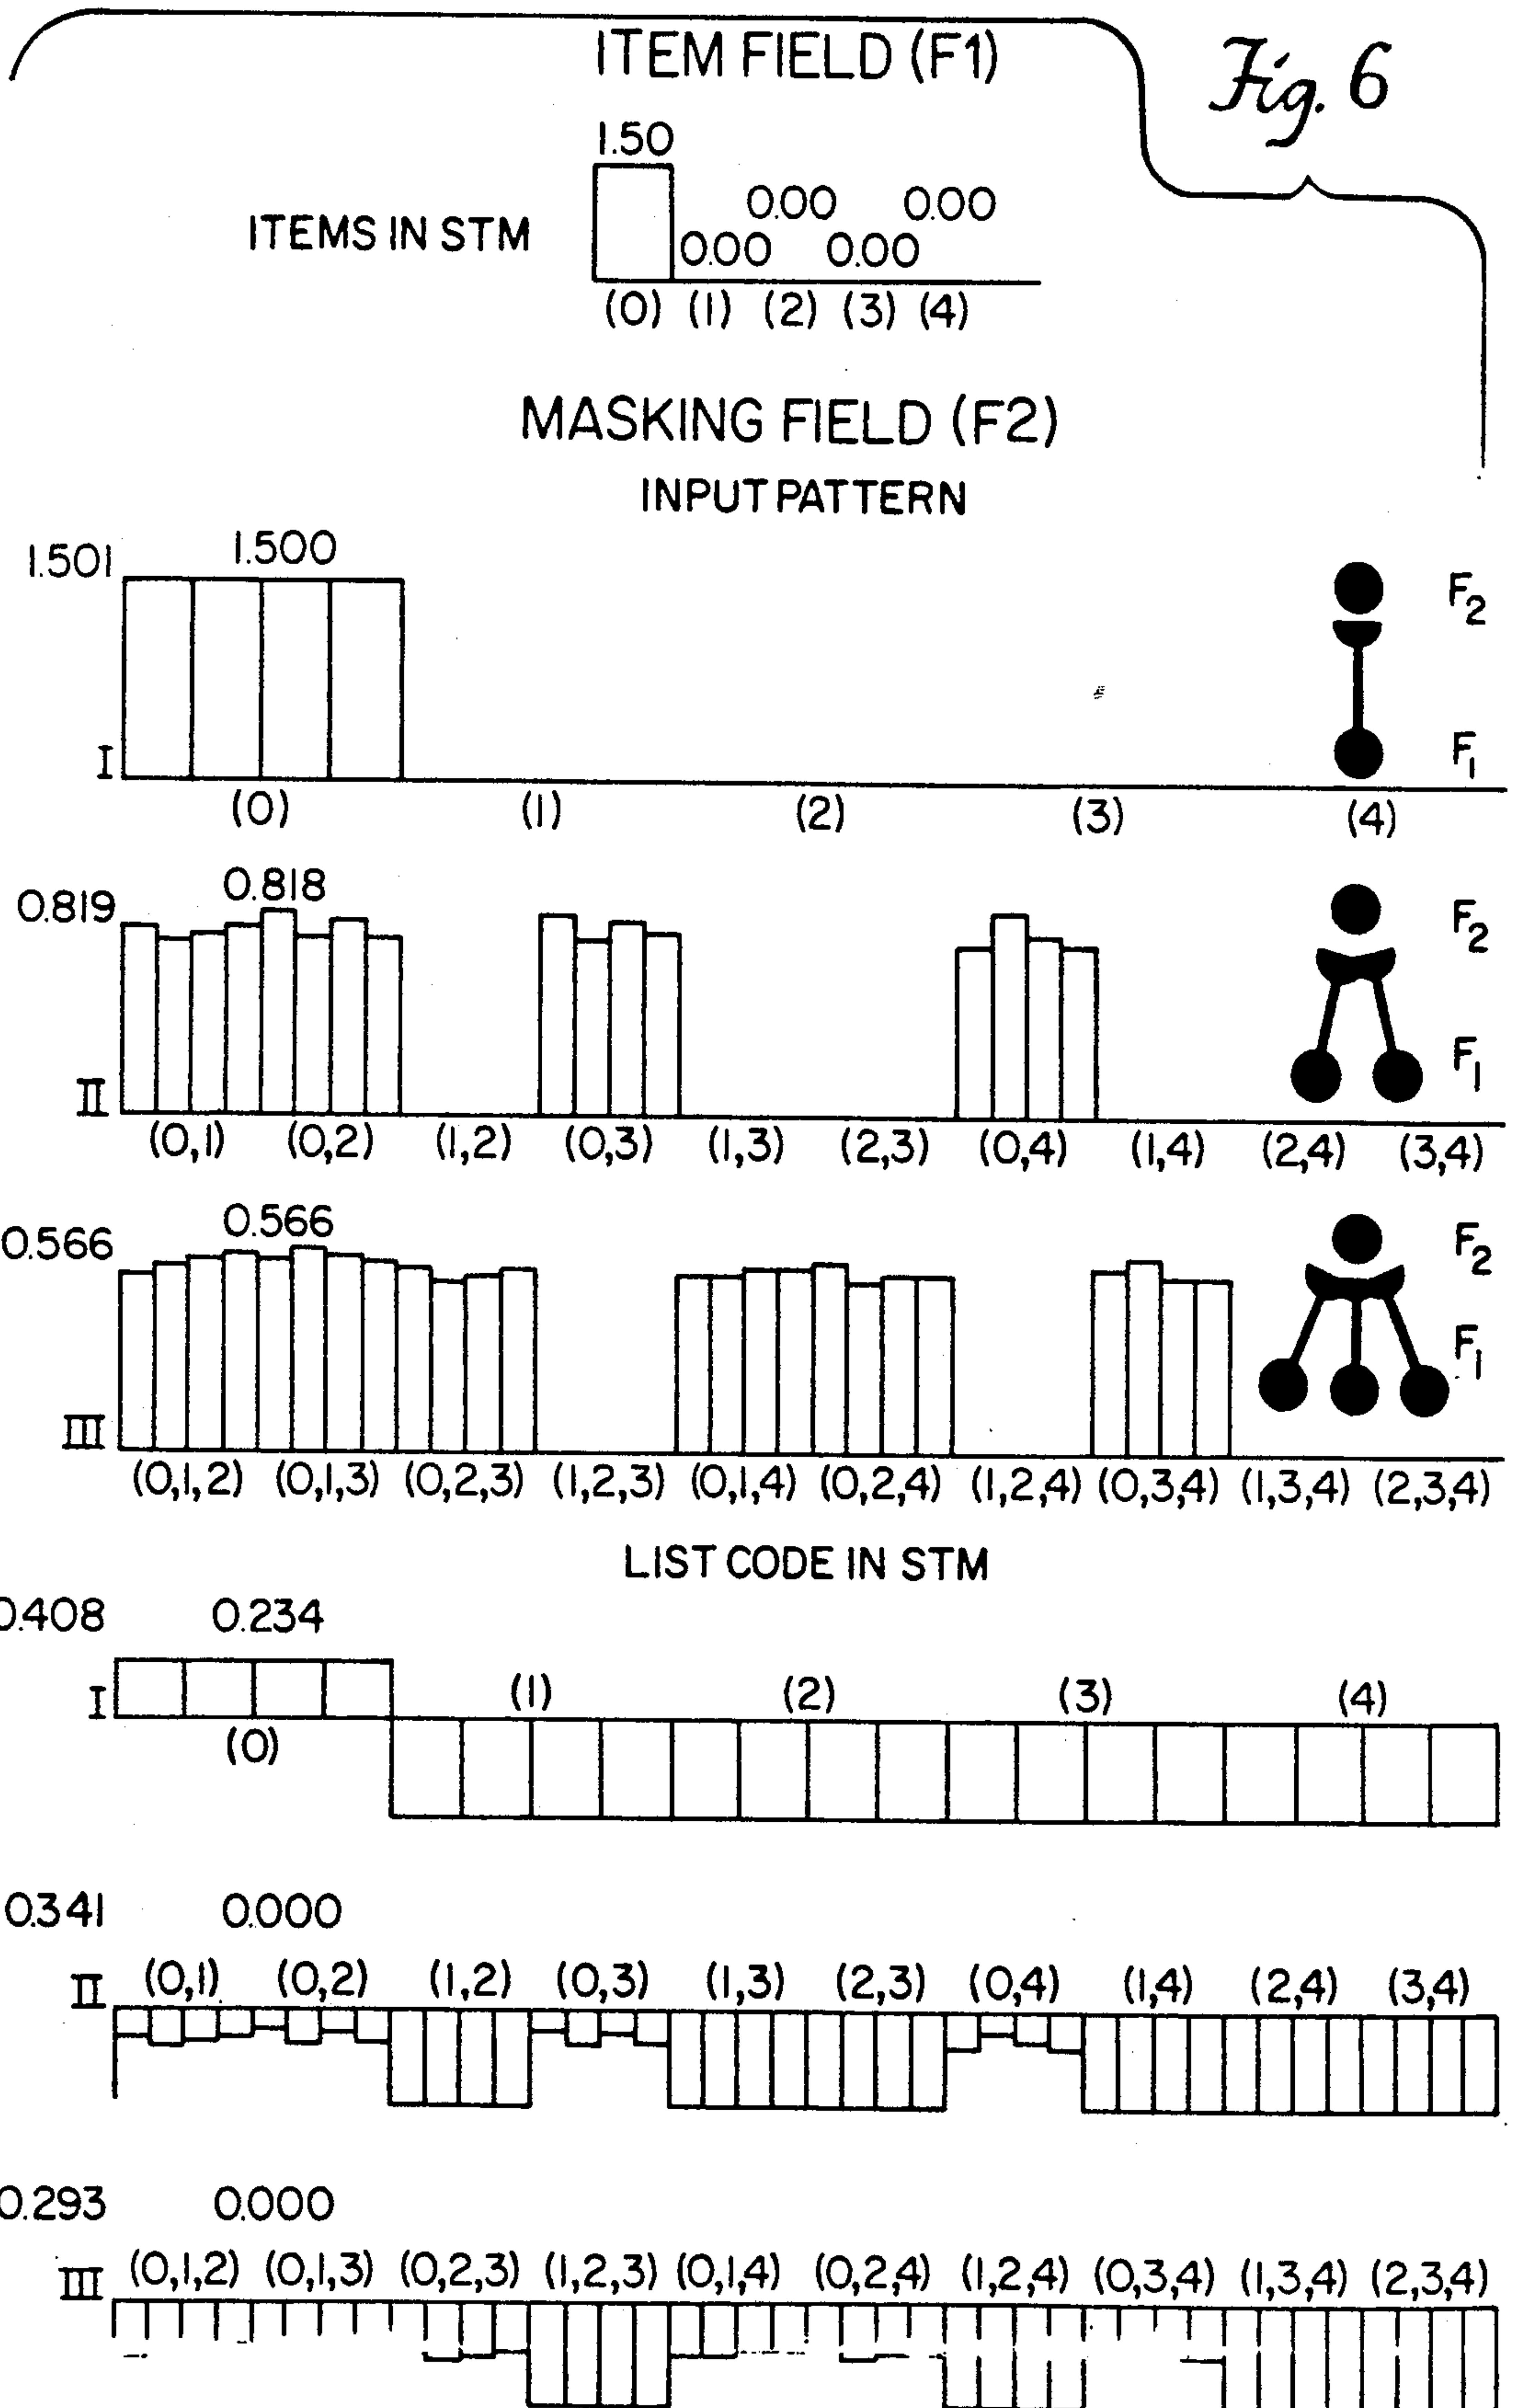 ITEM FIELD (F1)
Fig. 6
1.50
0.00 0.00
ITEMS IN STM
0.00 0.00
(0) (1) (2) (3) (4)
MASKING FIELD (F2)
INPUT PATTERN
1.501 1.500
F2
I
F1
(0) (1) (2) (3) (4)
0.819 0.818
F2
II
F1
(0,1) (0,2) (1,2) (0,3) (1,3) (2,3) (0,4) (1,4) (2,4) (3,4)
0.566 0.566
F2
F1
III
(0,1,2) (0,1,3) (0,2,3) (1,2,3) (0,1,4) (0,2,4) (1,2,4) (0,3,4) (1,3,4) (2,3,4)
LIST CODE IN STM
0.408 0.234
I
(1) (2) (3) (4)
(0)
0.341 0.000
II (0,1) (0,2) (1,2) (0,3) (1,3) (2,3) (0,4) (1,4) (2,4) (3,4)
0.293 0.000
III (0,1,2) (0,1,3) (0,2,3) (1,2,3) (0,1,4) (0,2,4) (1,2,4) (0,3,4) (1,3,4) (2,3,4)